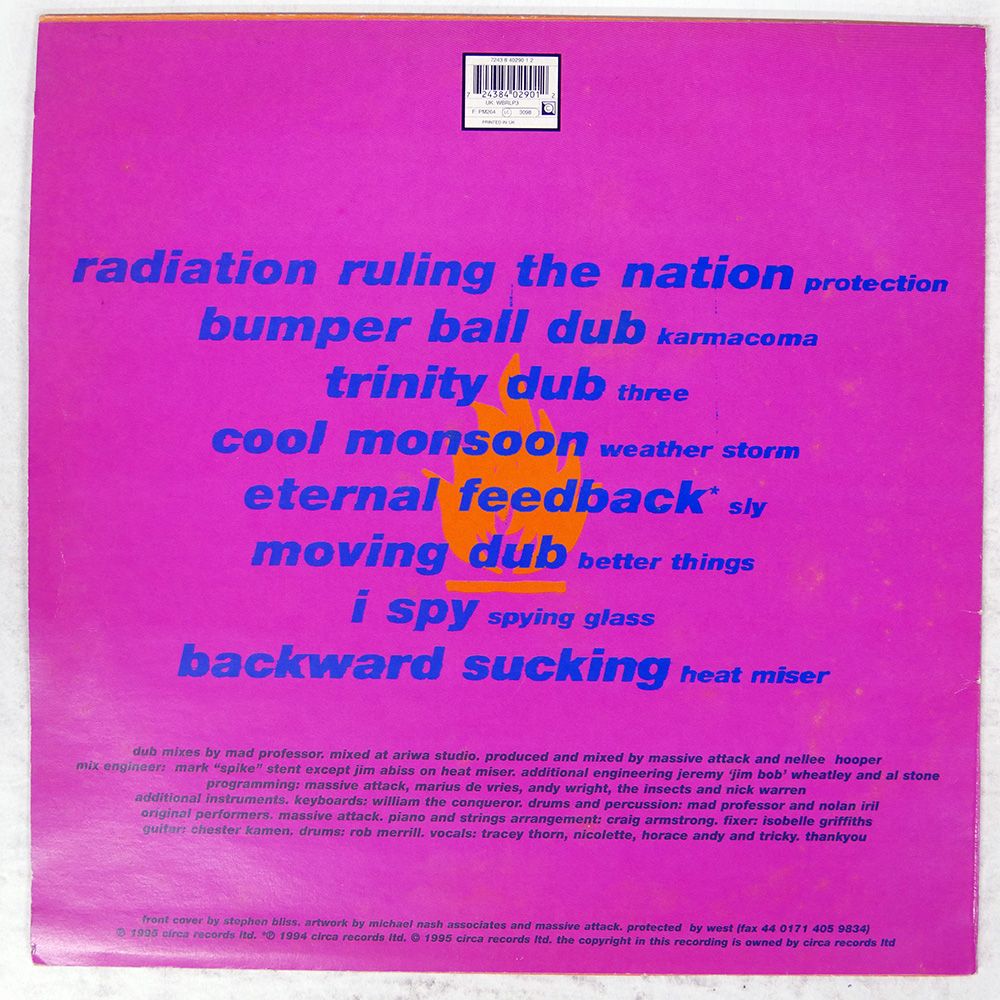 7243 8 40290 1 2
7 24384 02901 2
UK: WBRLP3
F: PM264 LC 3098
PRINTED IN UK
radiation ruling the nation protection
bumper ball dub karmacoma
trinity dub three
cool monsoon weather storm
eternal feedback* sly
moving dub better things
i spy spying glass
backward sucking heat miser
dub mixes by mad professor. mixed at ariwa studio. produced and mixed by massive attack and nellee hooper
mix engineer: mark "spike" stent except jim abiss on heat miser. additional engineering jeremy 'jim bob' wheatley and al stone
programming: massive attack, marius de vries, andy wright, the insects and nick warren
additional instruments. keyboards: william the conqueror. drums and percussion: mad professor and nolan iril
original performers. massive attack. piano and strings arrangement: craig armstrong. fixer: isobelle griffiths
guitar: chester kamen. drums: rob merrill. vocals: tracey thorn, nicolette, horace andy and tricky. thankyou
front cover by stephen bliss. artwork by michael nash associates and massive attack. protected by west (fax 44 0171 405 9834)
℗ 1995 circa records ltd. *℗ 1994 circa records ltd. © 1995 circa records ltd. the copyright in this recording is owned by circa records ltd